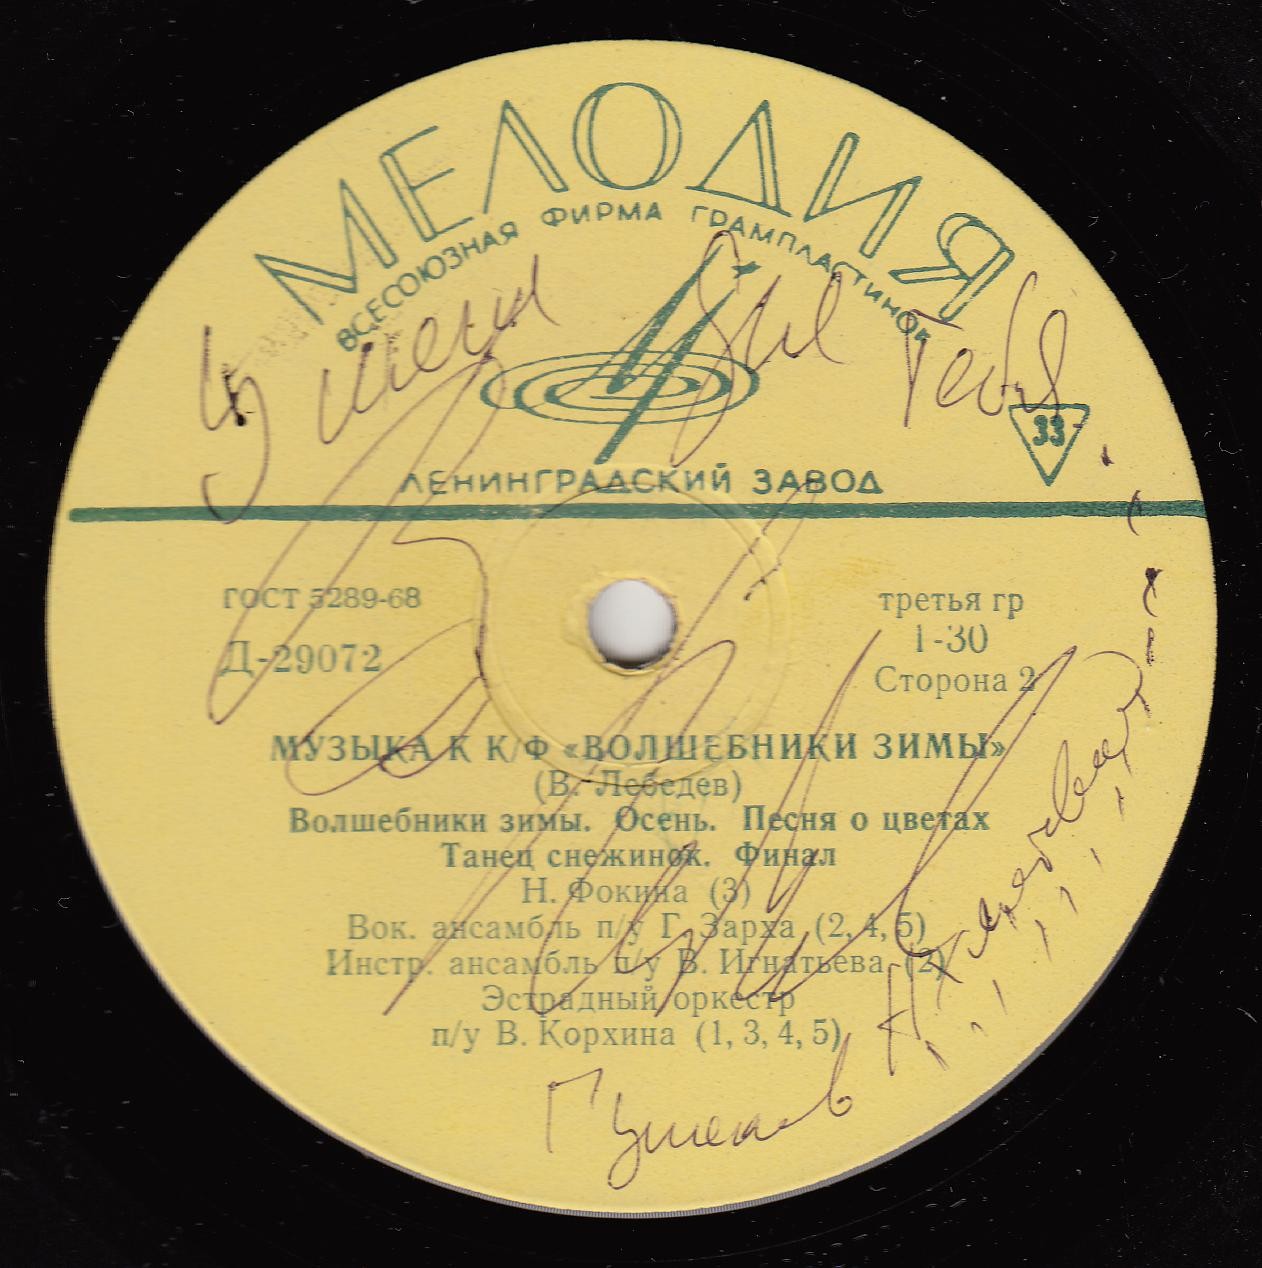 МЕЛОДИЯ
ВСЕСОЮЗНАЯ ФИРМА ГРАМПЛАСТИНОК
33
ЛЕНИНГРАДСКИЙ ЗАВОД
ГОСТ 5289-68
Д-29072
третья гр
1-30
Сторона 2
МУЗЫКА К К/Ф «ВОЛШЕБНИКИ ЗИМЫ»
(В. Лебедев)
Волшебники зимы. Осень. Песня о цветах
Танец снежинок. Финал
Н. Фокина (3)
Вок. ансамбль п/у Г. Зарха (2, 4, 5)
Инстр. ансамбль п/у В. Игнатьева (2)
Эстрадный оркестр
п/у В. Корхина (1, 3, 4, 5)
У меня
Тебя